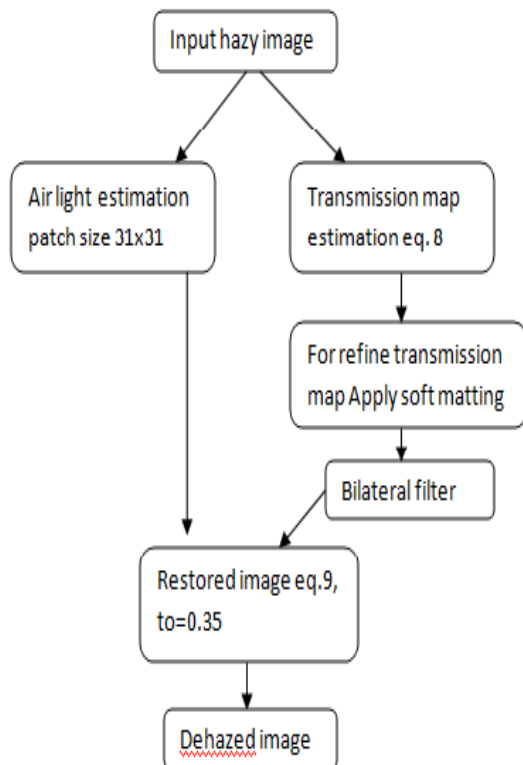 Input hazy image
Air light estimation
patch size 31x31
Transmission map
estimation eq. 8
For refine transmission
map Apply soft matting
Bilateral filter
Restored image eq.9,
to=0.35
Dehazed image